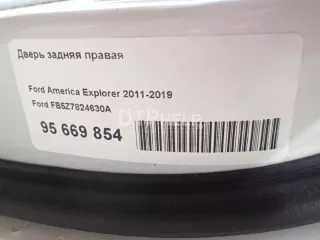 Дверь задняя правая
Ford America Explorer 2011-2019
Ford FB5Z7824630A
95 669 854